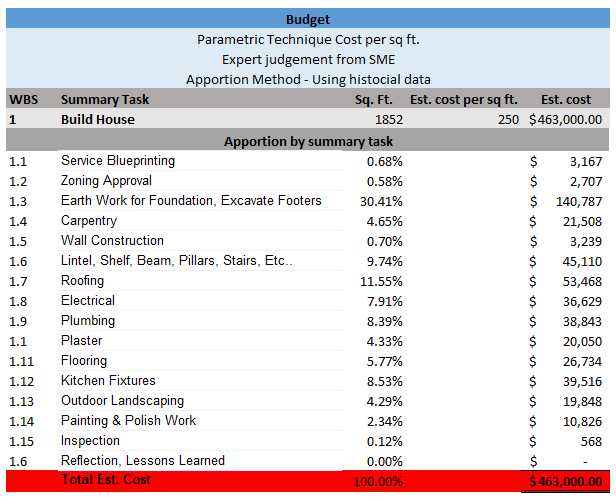 Budget
Parametric Technique Cost per sq ft.
Expert judgement from SME
Apportion Method - Using histocial data
WBS Summary Task Sq. Ft. Est. cost per sq ft. Est. cost
1 Build House 1852 250 $463,000.00
Apportion by summary task
1.1 Service Blueprinting 0.68% $ 3,167
1.2 Zoning Approval 0.58% $ 2,707
1.3 Earth Work for Foundation, Excavate Footers 30.41% $ 140,787
1.4 Carpentry 4.65% $ 21,508
1.5 Wall Construction 0.70% $ 3,239
1.6 Lintel, Shelf, Beam, Pillars, Stairs, Etc.. 9.74% $ 45,110
1.7 Roofing 11.55% $ 53,468
1.8 Electrical 7.91% $ 36,629
1.9 Plumbing 8.39% $ 38,843
1.1 Plaster 4.33% $ 20,050
1.11 Flooring 5.77% $ 26,734
1.12 Kitchen Fixtures 8.53% $ 39,516
1.13 Outdoor Landscaping 4.29% $ 19,848
1.14 Painting & Polish Work 2.34% $ 10,826
1.15 Inspection 0.12% $ 568
1.6 Reflection, Lessons Learned 0.00% $ -
Total Est. Cost 100.00% $463,000.00